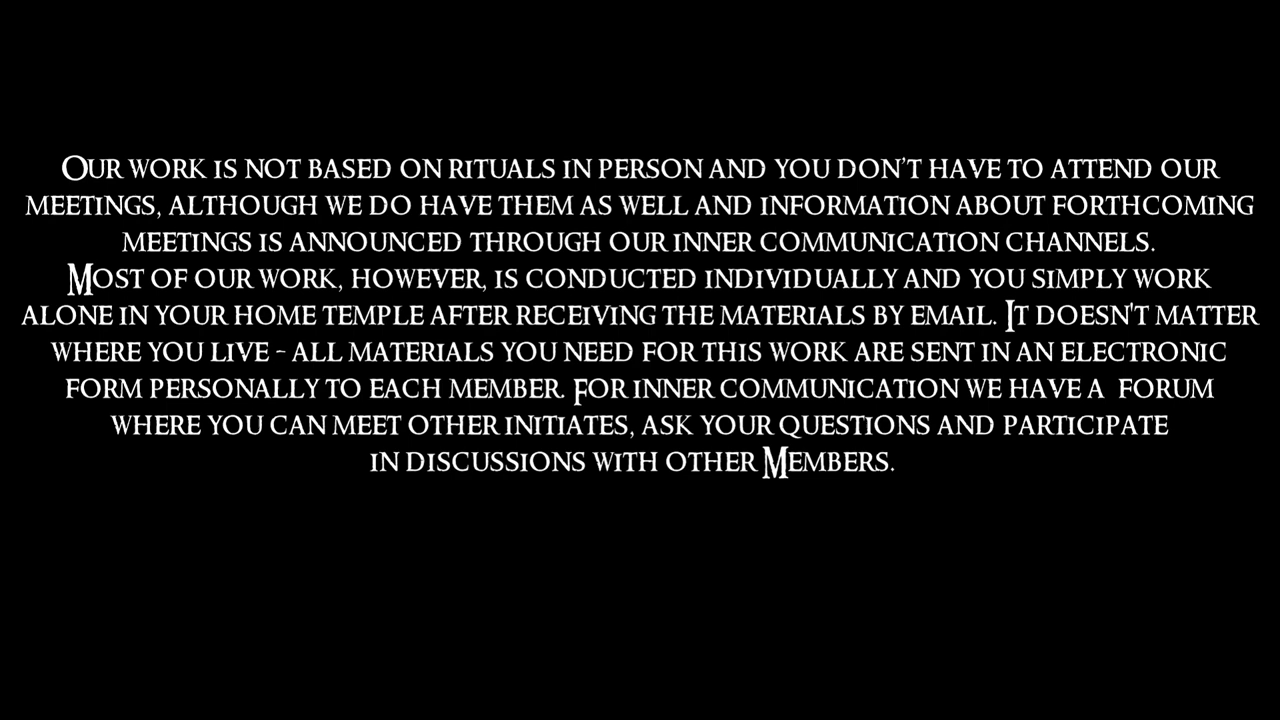 Our work is not based on rituals in person and you don’t have to attend our
meetings, although we do have them as well and information about forthcoming
meetings is announced through our inner communication channels.
Most of our work, however, is conducted individually and you simply work
alone in your home temple after receiving the materials by email. It doesn't matter
where you live - all materials you need for this work are sent in an electronic
form personally to each member. For inner communication we have a  forum
where you can meet other initiates, ask your questions and participate
in discussions with other Members.